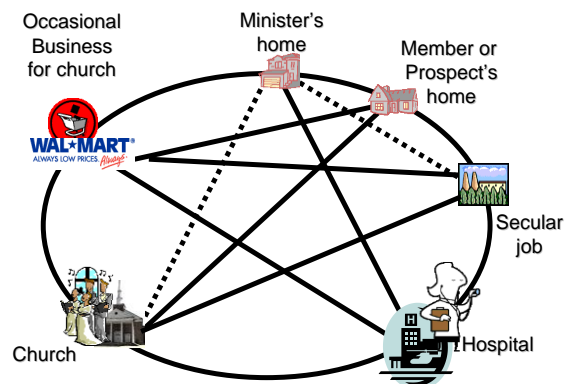 Occasional
Business
for church
Minister's
home
Member or
Prospect's
home
WAL★MART®
ALWAYS LOW PRICES. Always.
Secular
job
H
Hospital
Church